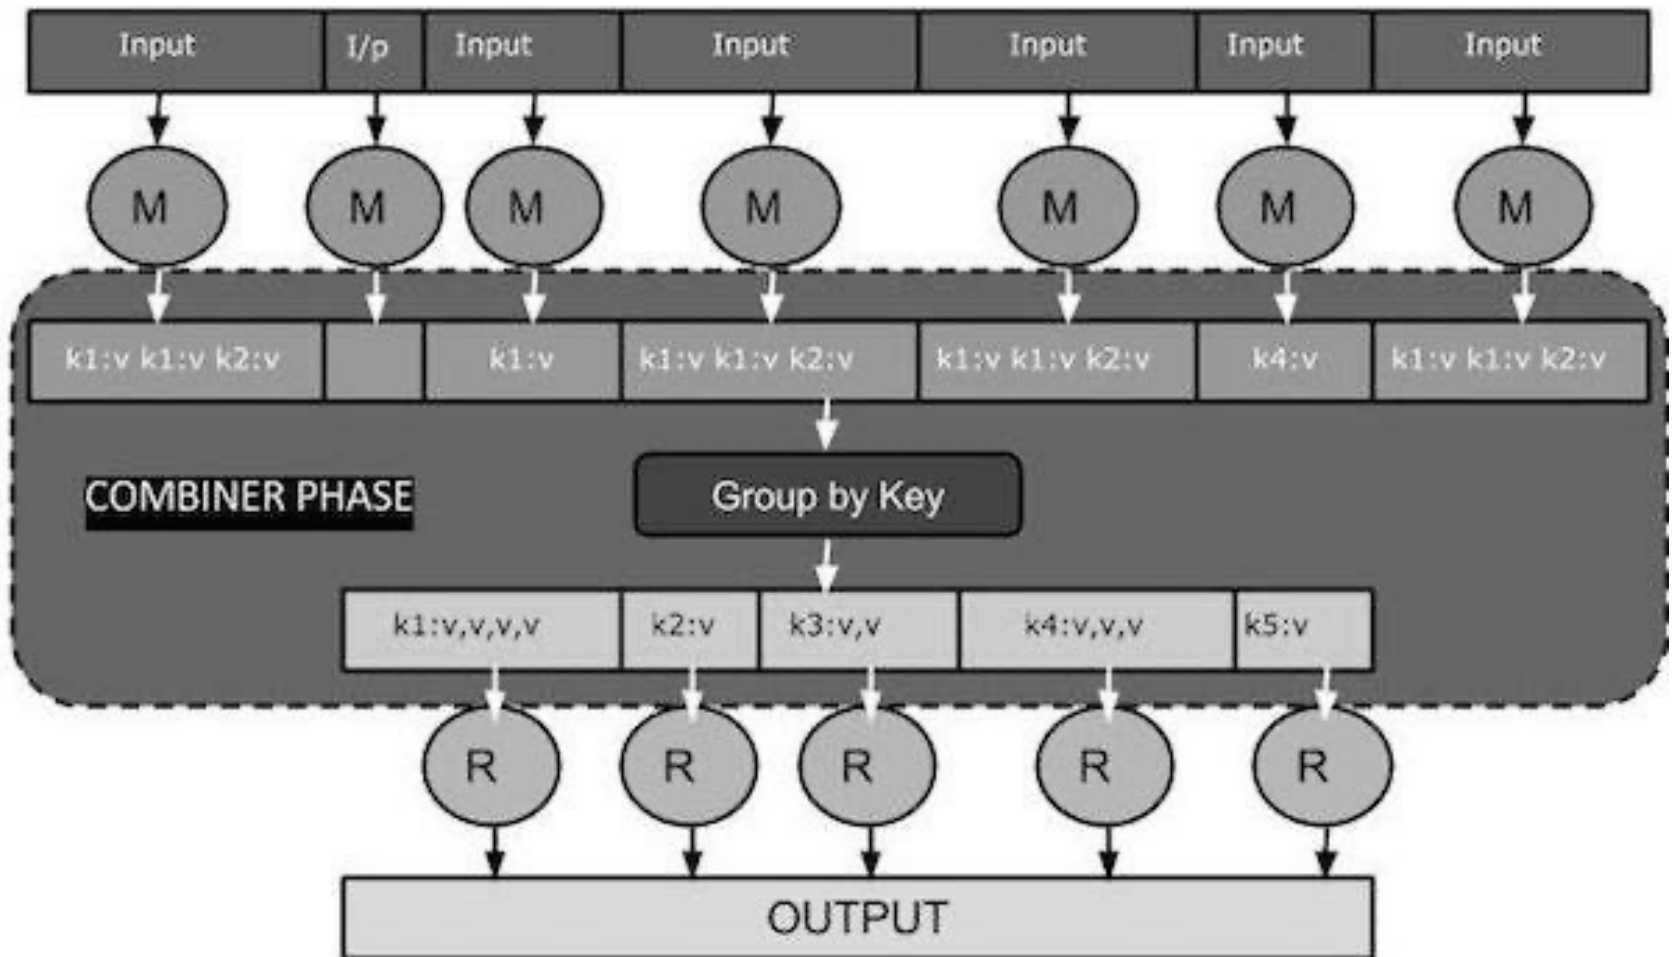 Input I/p Input Input Input Input Input
M M M M M M M
k1:v k1:v k2:v k1:v k1:v k1:v k2:v k1:v k1:v k2:v k4:v k1:v k1:v k2:v
COMBINER PHASE Group by Key
k1:v,v,v,v k2:v k3:v,v k4:v,v,v k5:v
R R R R R
OUTPUT